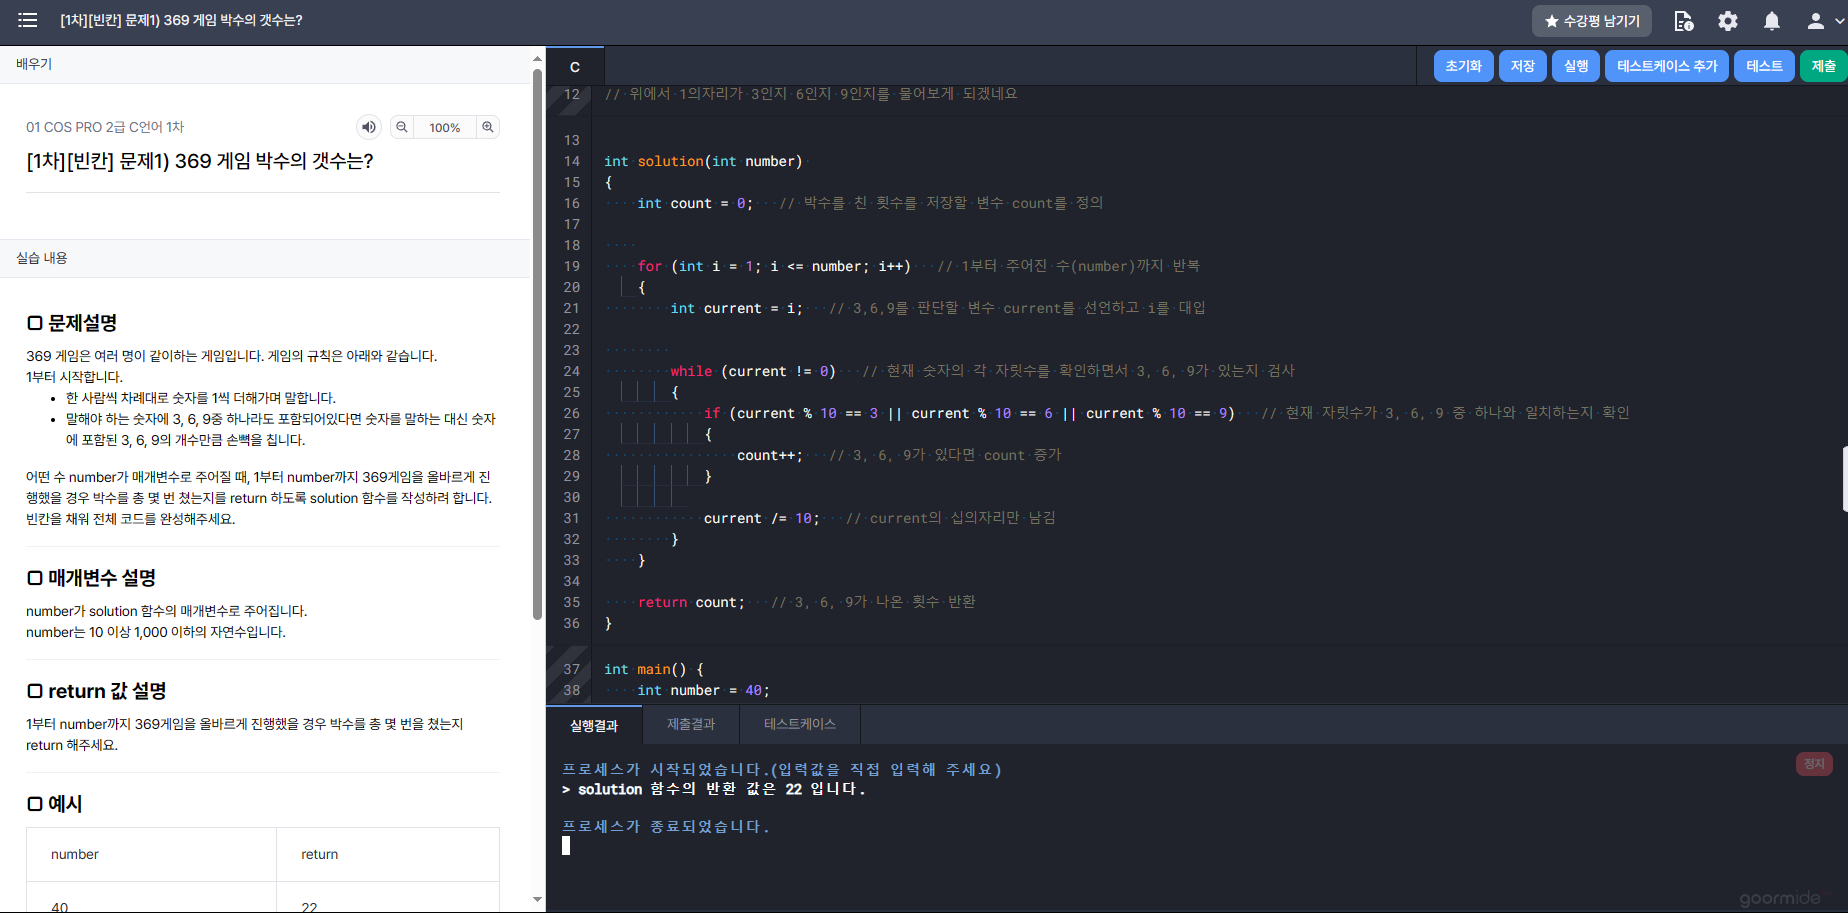 [1차][빈칸] 문제1) 369 게임 박수의 갯수는?
★ 수강평 남기기
배우기
01 COS PRO 2급 C언어 1차
100%
[1차][빈칸] 문제1) 369 게임 박수의 갯수는?
실습 내용
문제설명
369 게임은 여러 명이 같이하는 게임입니다. 게임의 규칙은 아래와 같습니다.
1부터 시작합니다.
• 한 사람씩 차례대로 숫자를 1씩 더해가며 말합니다.
• 말해야 하는 숫자에 3, 6, 9중 하나라도 포함되어있다면 숫자를 말하는 대신 숫자
에 포함된 3, 6, 9의 개수만큼 손뼉을 칩니다.
어떤 수 number가 매개변수로 주어질 때, 1부터 number까지 369게임을 올바르게 진
행했을 경우 박수를 총 몇 번 쳤는지를 return 하도록 solution 함수를 작성하려 합니다.
빈칸을 채워 전체 코드를 완성해주세요.
매개변수 설명
number가 solution 함수의 매개변수로 주어집니다.
number는 10 이상 1,000 이하의 자연수입니다.
return 값 설명
1부터 number까지 369게임을 올바르게 진행했을 경우 박수를 총 몇 번을 쳤는지
return 해주세요.
예시
number return
40 22
C
초기화 저장 실행 테스트케이스 추가 테스트 제출
12 // 위에서 1의자리가 3인지 6인지 9인지를 물어보게 되겠네요
13
14 int solution(int number)
15 {
16 int count = 0; // 박수를 친 횟수를 저장할 변수 count를 정의
17
18
19 for (int i = 1; i <= number; i++) // 1부터 주어진 수(number)까지 반복
20 {
21 int current = i; // 3,6,9를 판단할 변수 current를 선언하고 i를 대입
22
23
24 while (current != 0) // 현재 숫자의 각 자릿수를 확인하면서 3, 6, 9가 있는지 검사
25 {
26 if (current % 10 == 3 || current % 10 == 6 || current % 10 == 9) // 현재 자릿수가 3, 6, 9 중 하나와 일치하는지 확인
27 {
28 count++; // 3, 6, 9가 있다면 count 증가
29 }
30
31 current /= 10; // current의 십의자리만 남김
32 }
33 }
34
35 return count; // 3, 6, 9가 나온 횟수 반환
36 }
37 int main() {
38 int number = 40;
실행결과 제출결과 테스트케이스
프로세스가 시작되었습니다.(입력값을 직접 입력해 주세요)
정지
> solution 함수의 반환 값은 22 입니다.
프로세스가 종료되었습니다.
goormide